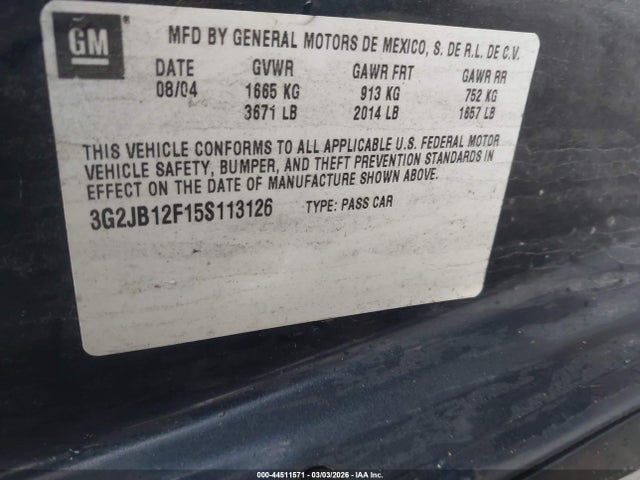 GM
MFD BY GENERAL MOTORS DE MEXICO, S. DE R.L. DE C.V.
DATE GVWR GAWR FRT GAWR RR
08/04 1665 KG 913 KG 752 KG
3671 LB 2014 LB 1657 LB
THIS VEHICLE CONFORMS TO ALL APPLICABLE U.S. FEDERAL MOTOR
VEHICLE SAFETY, BUMPER, AND THEFT PREVENTION STANDARDS IN
EFFECT ON THE DATE OF MANUFACTURE SHOWN ABOVE.
3G2JB12F15S113126 TYPE: PASS CAR
000-44511571 - 03/03/2026 - IAA Inc.